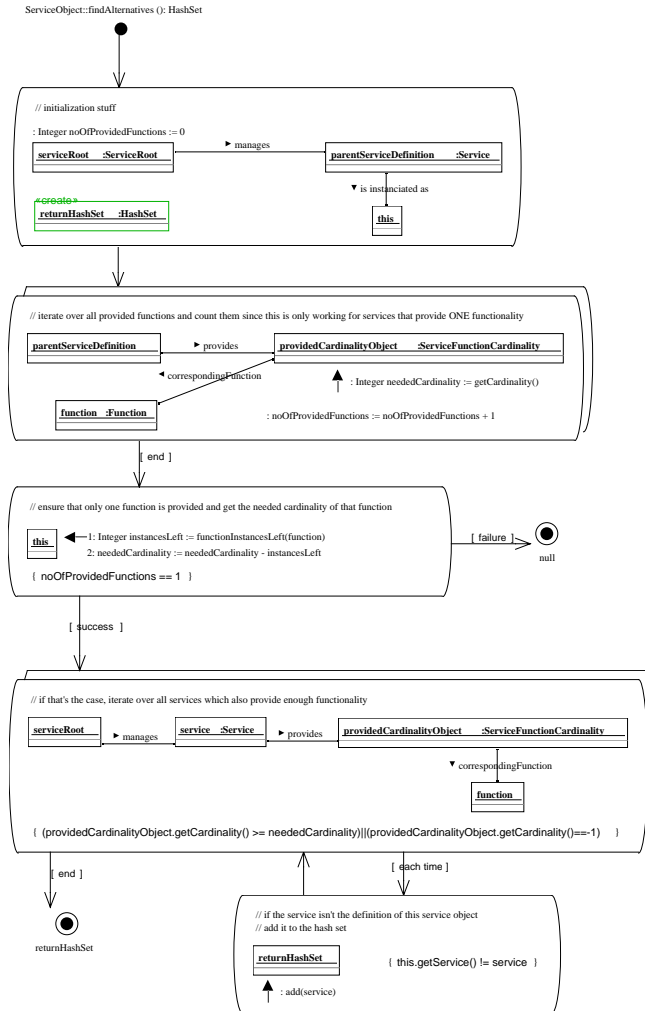 ServiceObject::findAlternatives (): HashSet
// initialization stuff
: Integer noOfProvidedFunctions := 0
serviceRoot :ServiceRoot
manages
parentServiceDefinition :Service
is instanciated as
«create»
returnHashSet :HashSet
this
// iterate over all provided functions and count them since this is only working for services that provide ONE functionality
parentServiceDefinition
provides
providedCardinalityObject :ServiceFunctionCardinality
correspondingFunction
: Integer neededCardinality := getCardinality()
function :Function
: noOfProvidedFunctions := noOfProvidedFunctions + 1
[ end ]
// ensure that only one function is provided and get the needed cardinality of that function
this
1: Integer instancesLeft := functionInstancesLeft(function)
2: neededCardinality := neededCardinality - instancesLeft
{ noOfProvidedFunctions == 1 }
[ failure ]
null
[ success ]
// if that's the case, iterate over all services which also provide enough functionality
serviceRoot
manages
service :Service
provides
providedCardinalityObject :ServiceFunctionCardinality
correspondingFunction
function
{ (providedCardinalityObject.getCardinality() >= neededCardinality)||(providedCardinalityObject.getCardinality()==-1) }
[ end ]
[ each time ]
returnHashSet
// if the service isn't the definition of this service object
// add it to the hash set
returnHashSet
{ this.getService() != service }
: add(service)